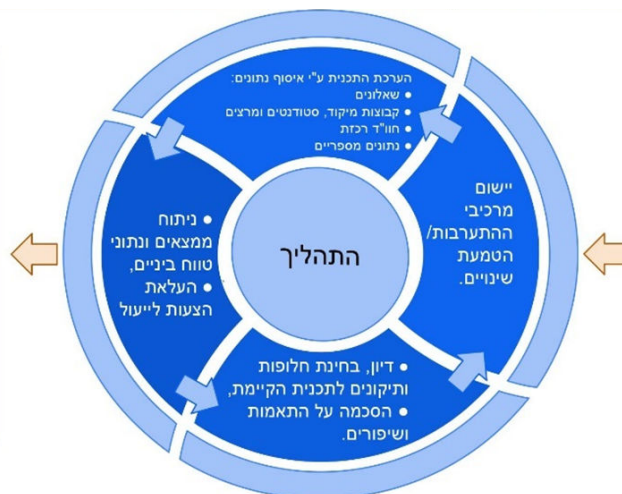 הערכת התכנית ע"י איסוף נתונים:
● שאלונים
● קבוצות מיקוד, סטודנטים ומרצים
● חוו"ד רכזת
● נתונים מספריים
יישום
מרכיבי
ההתערבות/
הטמעת
שינויים.
התהליך
● ניתוח
ממצאים ונתוני
טווח ביניים,
● העלאת
הצעות לייעול
● דיון, בחינת חלופות
ותיקונים לתכנית הקיימת,
● הסכמה על התאמות
ושיפורים.